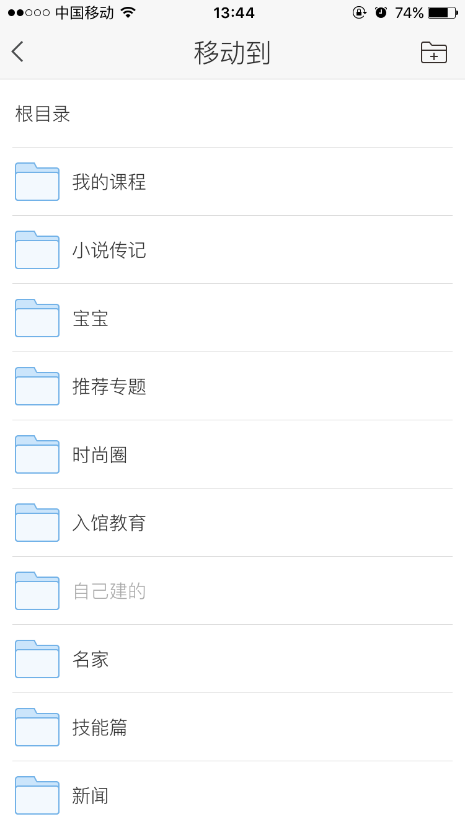 中国移动 13:44 74%
移动到
根目录
我的课程
小说传记
宝宝
推荐专题
时尚圈
入馆教育
自己建的
名家
技能篇
新闻